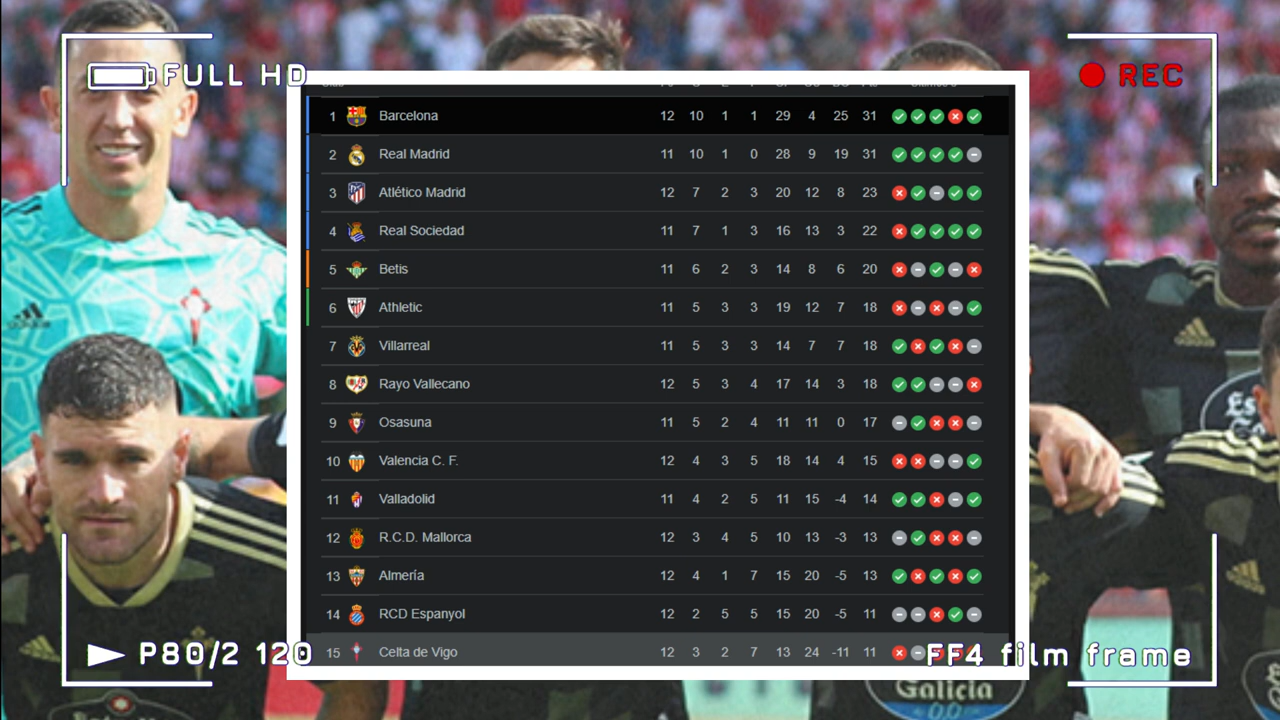 FULL HD
REC
1 Barcelona 12 10 1 1 29 4 25 31
2 Real Madrid 11 10 1 0 28 9 19 31
3 Atlético Madrid 12 7 2 3 20 12 8 23
4 Real Sociedad 11 7 1 3 16 13 3 22
5 Betis 11 6 2 3 14 8 6 20
6 Athletic 11 5 3 3 19 12 7 18
7 Villarreal 11 5 3 3 14 7 7 18
8 Rayo Vallecano 12 5 3 4 17 14 3 18
9 Osasuna 11 5 2 4 11 11 0 17
10 Valencia C. F. 12 4 3 5 18 14 4 15
11 Valladolid 11 4 2 5 11 15 -4 14
12 R.C.D. Mallorca 12 3 4 5 10 13 -3 13
13 Almería 12 4 1 7 15 20 -5 13
14 RCD Espanyol 12 2 5 5 15 20 -5 11
15 Celta de Vigo 12 3 2 7 13 24 -11 11
P80/2 120
FF4 film frame
Galicia
0,0